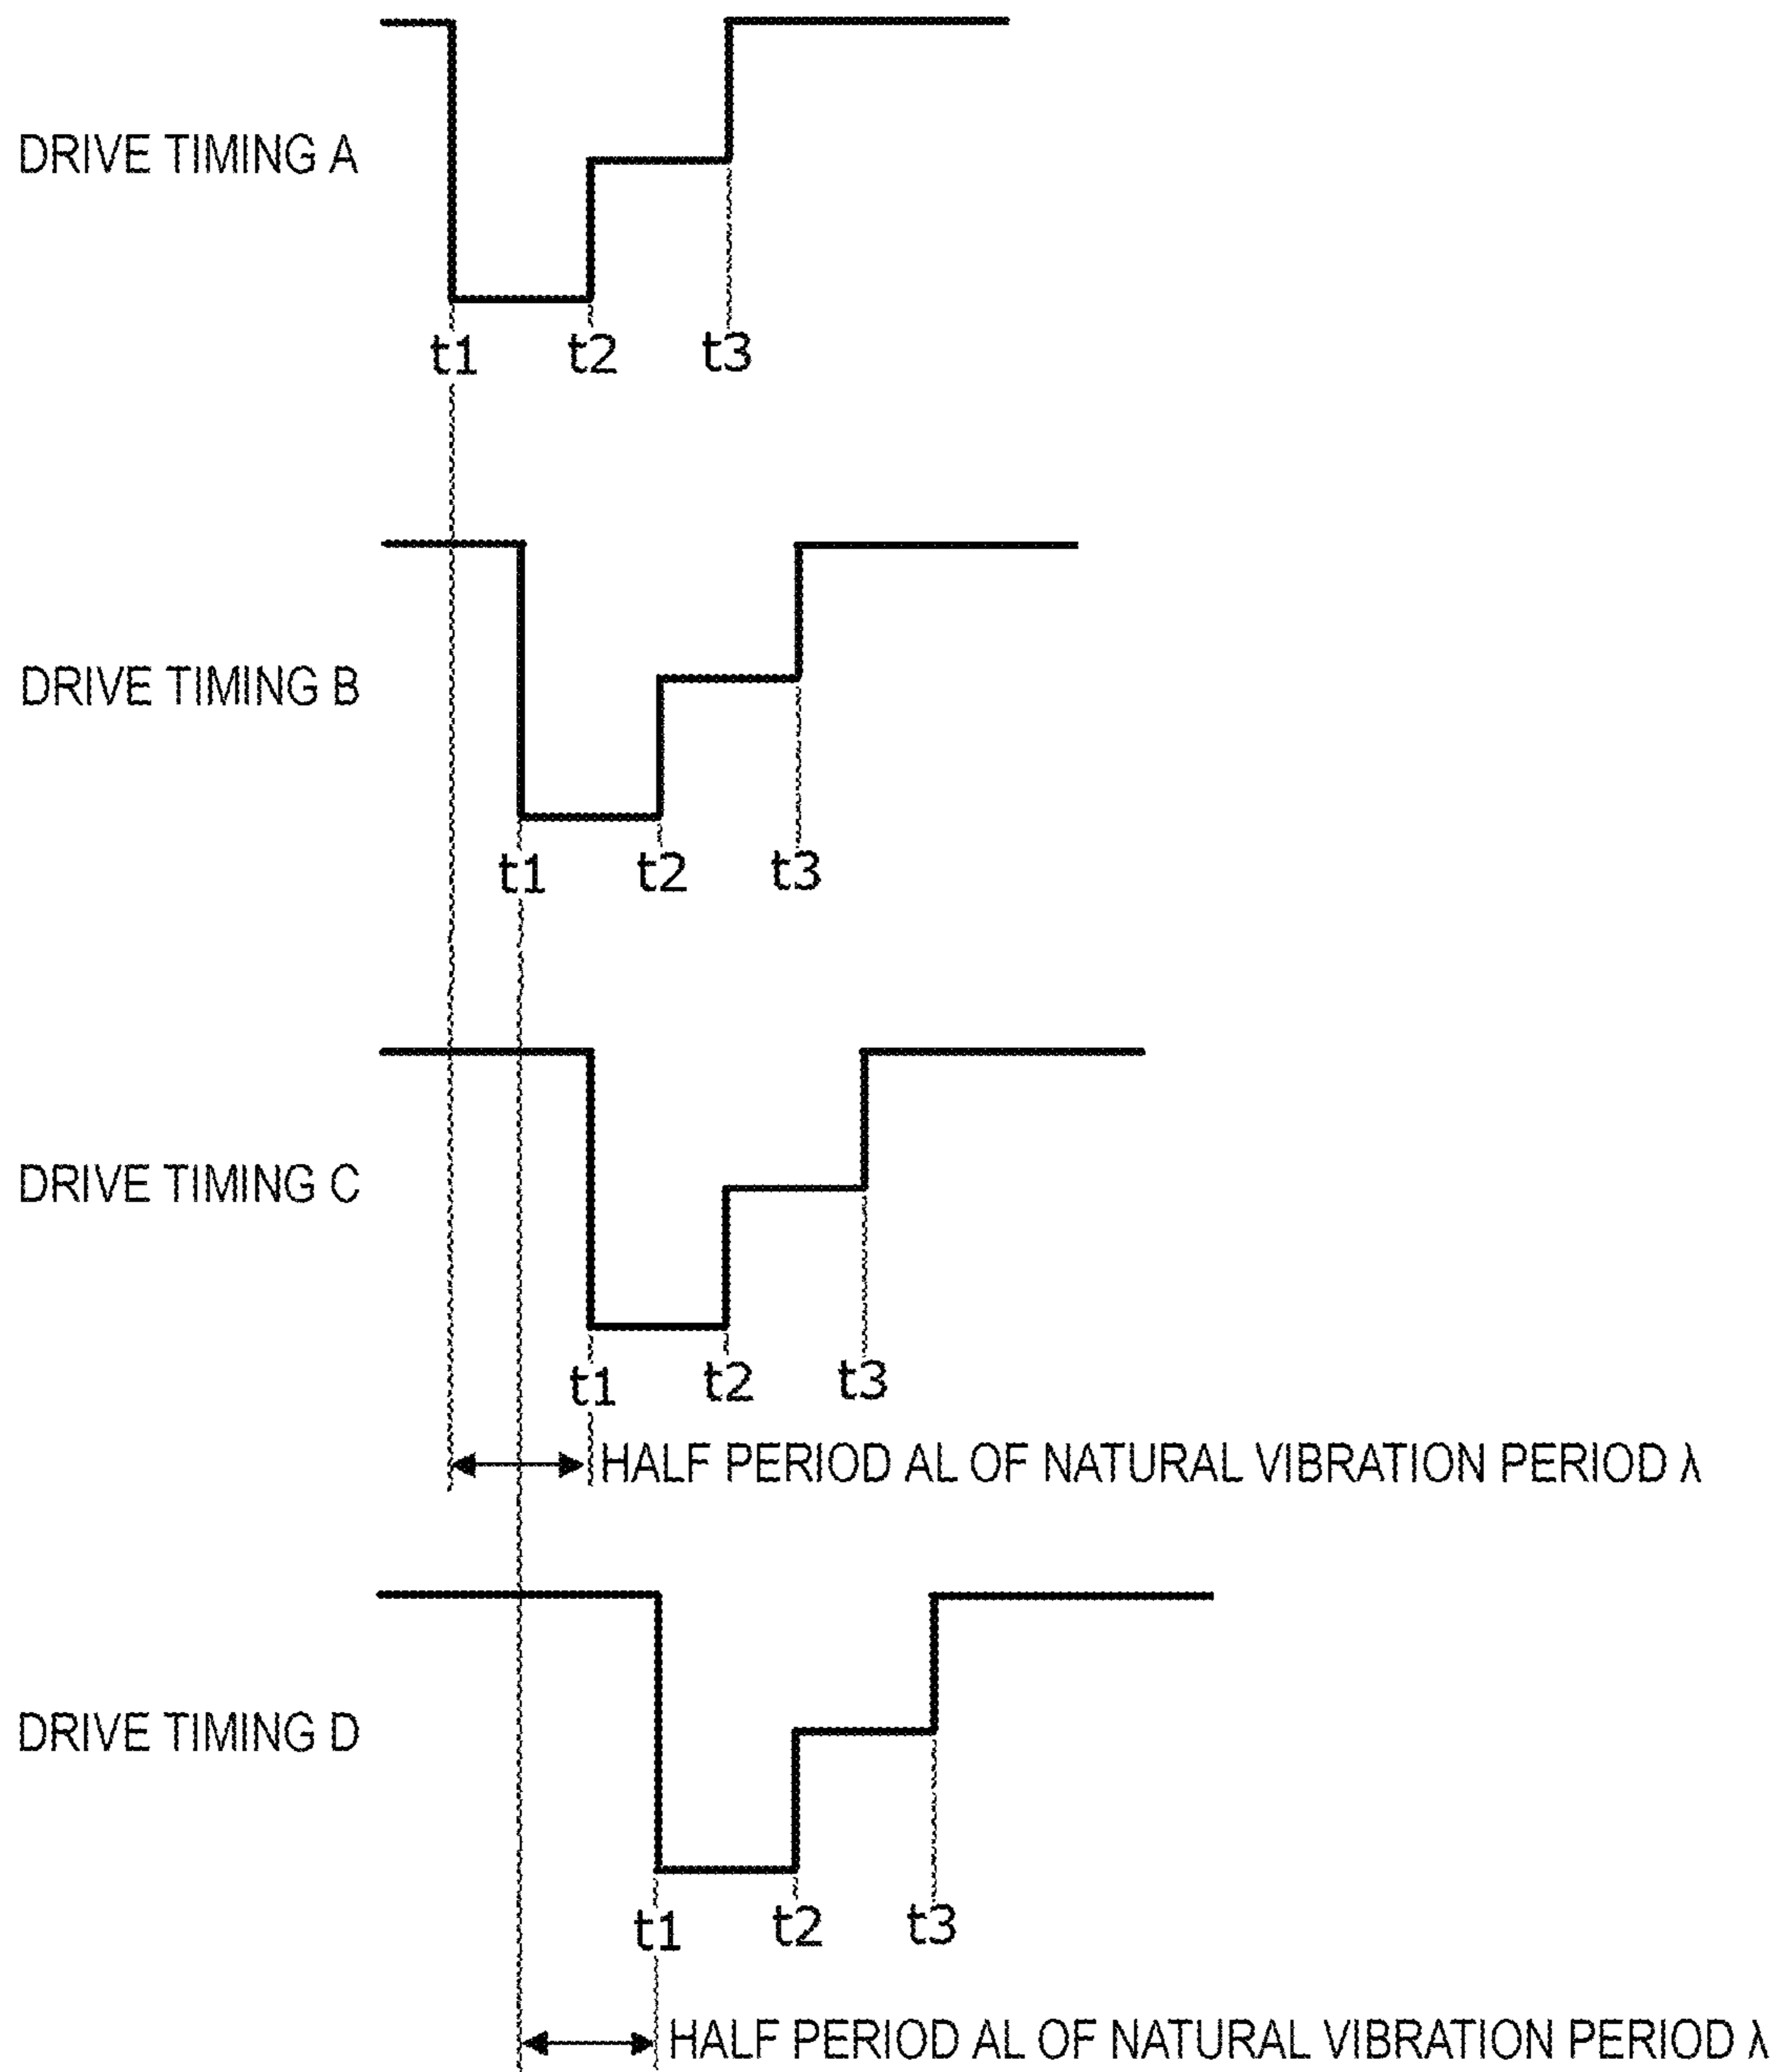 DRIVE TIMING A
t1 t2 t3
DRIVE TIMING B
t1 t2 t3
DRIVE TIMING C
t1 t2 t3
HALF PERIOD AL OF NATURAL VIBRATION PERIOD λ
DRIVE TIMING D
t1 t2 t3
HALF PERIOD AL OF NATURAL VIBRATION PERIOD λ